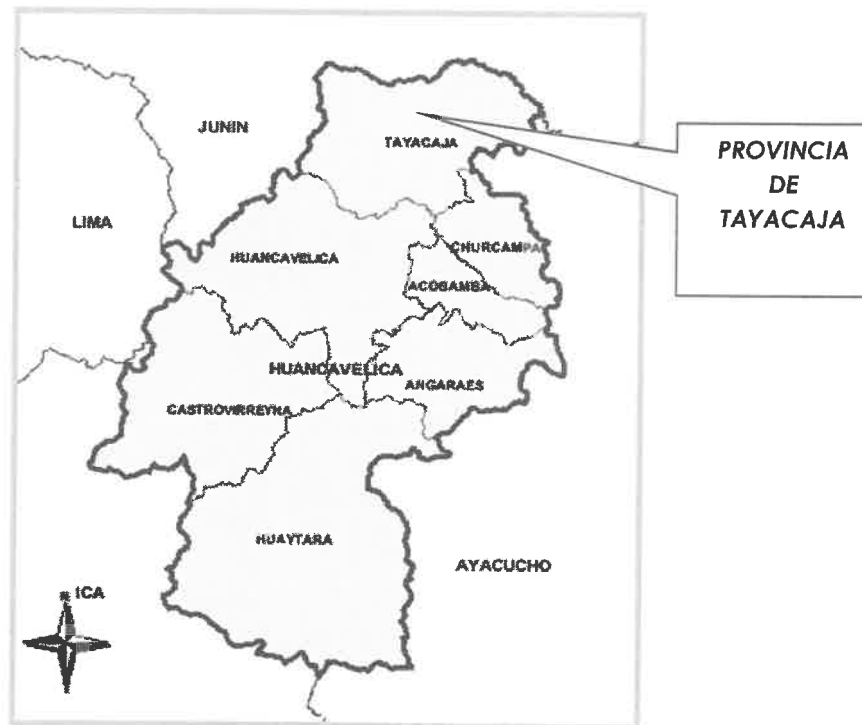 JUNIN
TAYACAJA
PROVINCIA
DE
TAYACAJA
LIMA
HUANCAVELICA
CHURCAMPA
ACOBAMBA
HUANCAVELICA
ANGARAES
CASTROVIRREYNA
HUAYTARA
AYACUCHO
N ICA